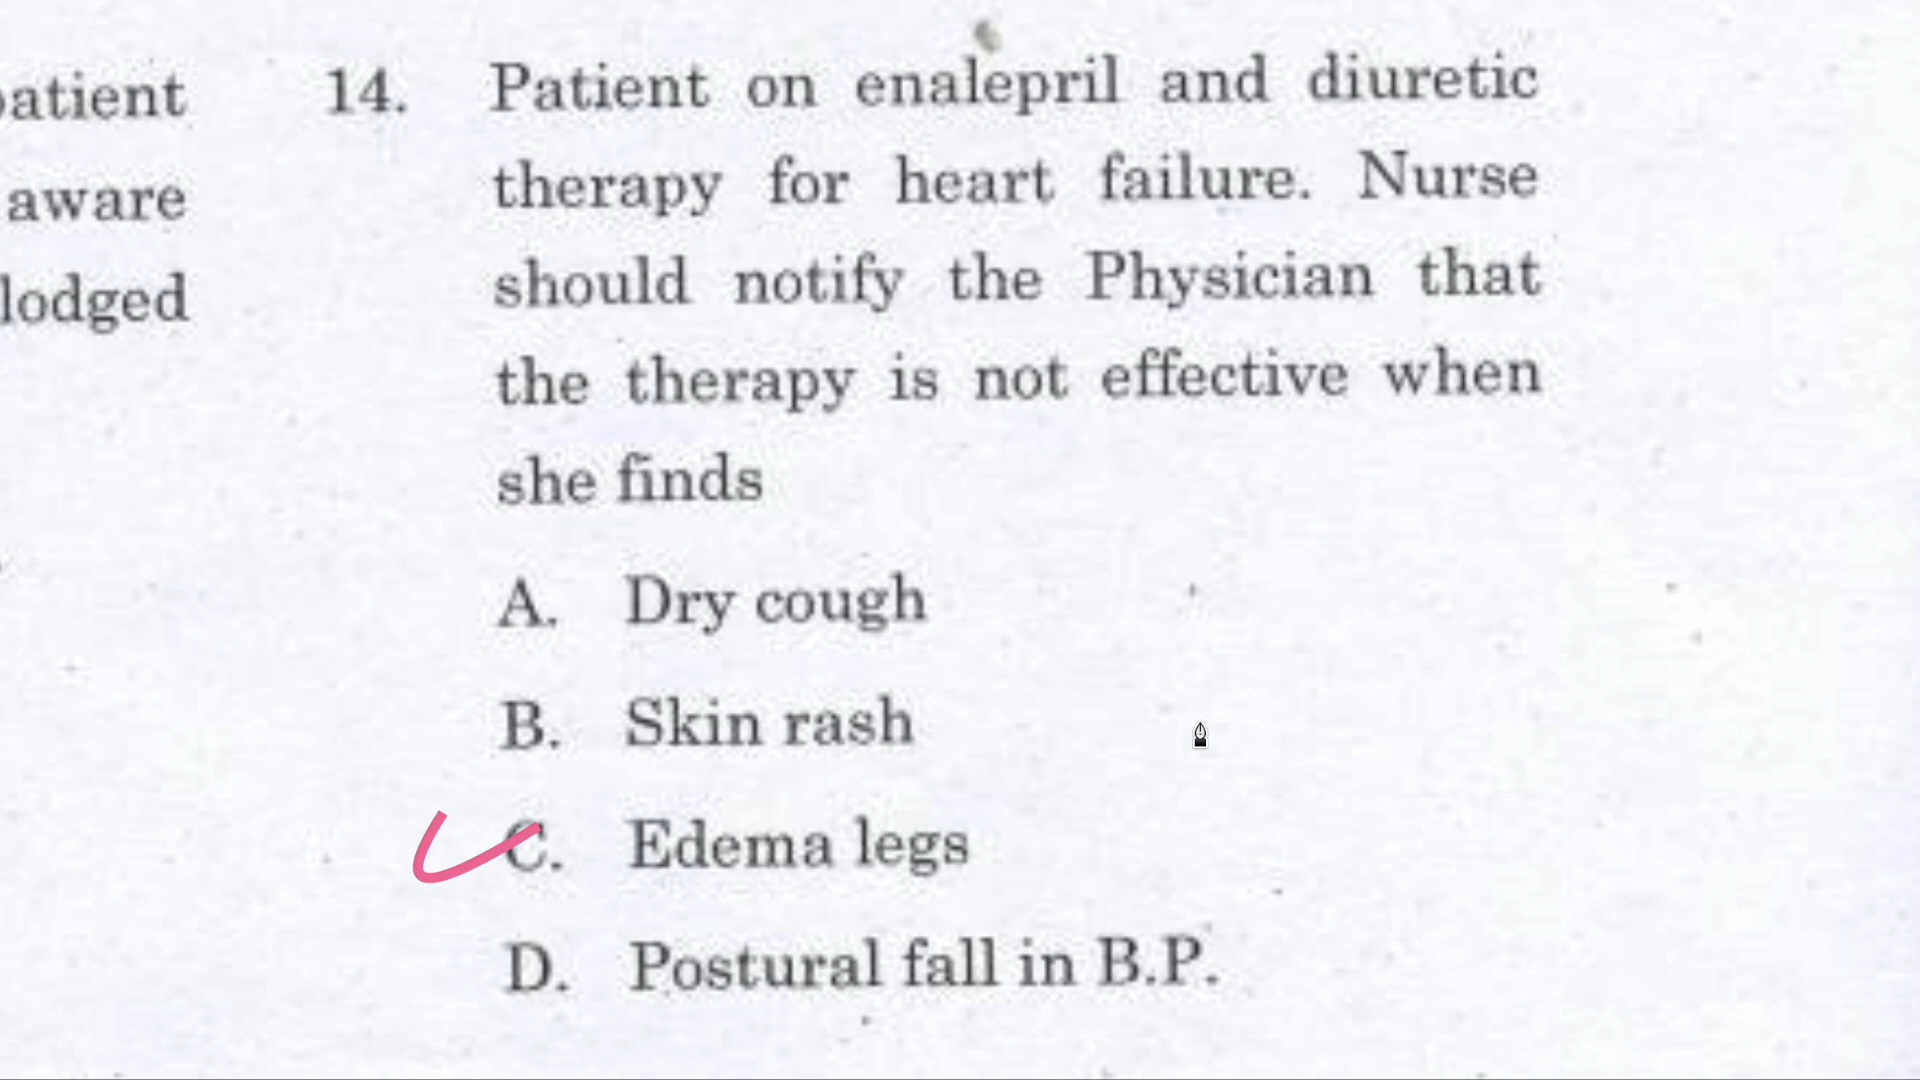 patient
aware
lodged
14. Patient on enalepril and diuretic
therapy for heart failure. Nurse
should notify the Physician that
the therapy is not effective when
she finds
A. Dry cough
B. Skin rash
C. Edema legs
D. Postural fall in B.P.